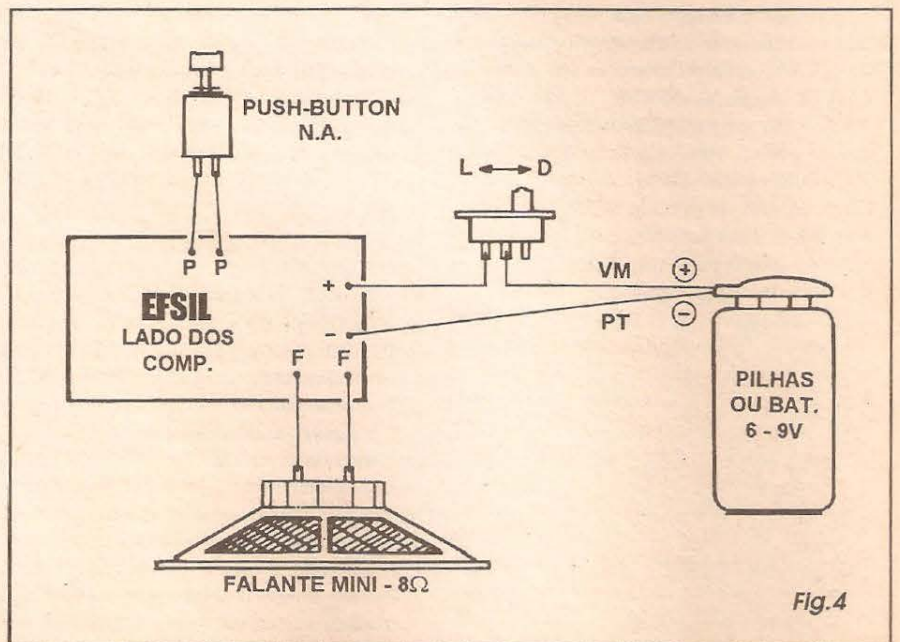 PUSH-BUTTON
N.A.
L D
P P
EFSIL
LADO DOS
COMP.
+
-
F F
VM +
PT -
PILHAS
OU BAT.
6 - 9V
FALANTE MINI - 8Ω
Fig.4